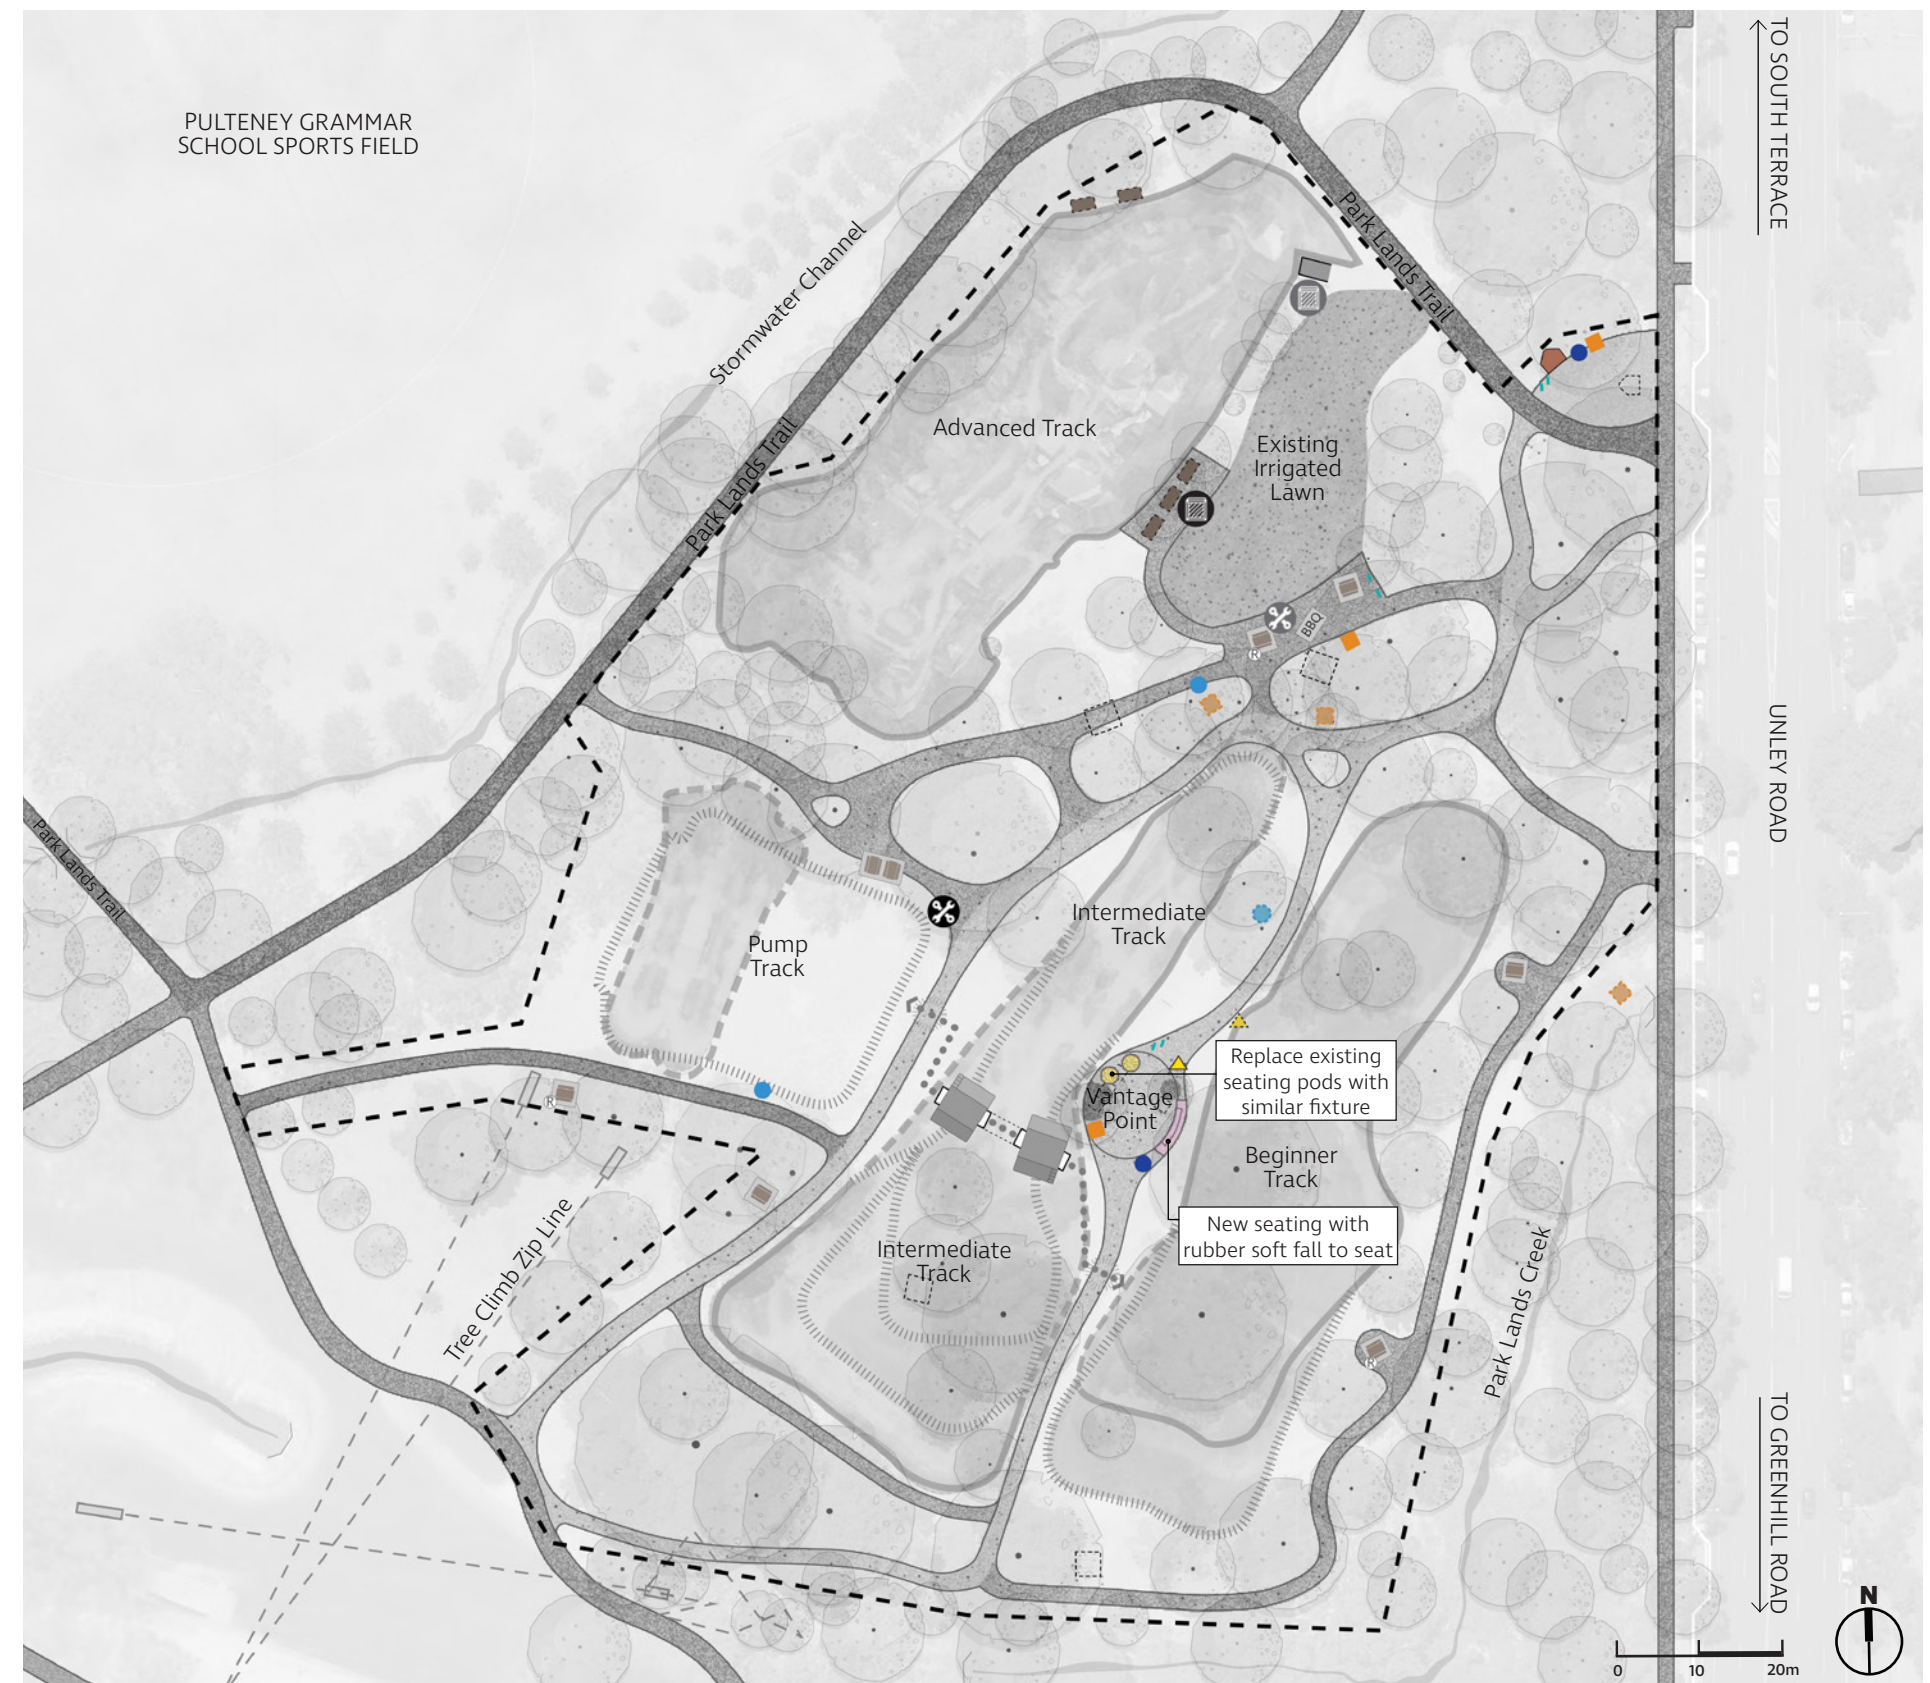 PULTENEY GRAMMAR
SCHOOL SPORTS FIELD
TO SOUTH TERRACE
Stormwater Channel
Park Lands Trail
Park Lands Trail
Park Lands Trail
Advanced Track
Existing
Irrigated
Lawn
BBQ
R
UNLEY ROAD
Intermediate
Track
Pump
Track
Replace existing
seating pods with
similar fixture
Vantage
Point
R
Beginner
Track
New seating with
rubber soft fall to seat
Intermediate
Track
Tree Climb Zip Line
Park Lands Creek
R
TO GREENHILL ROAD
N
0 10 20m